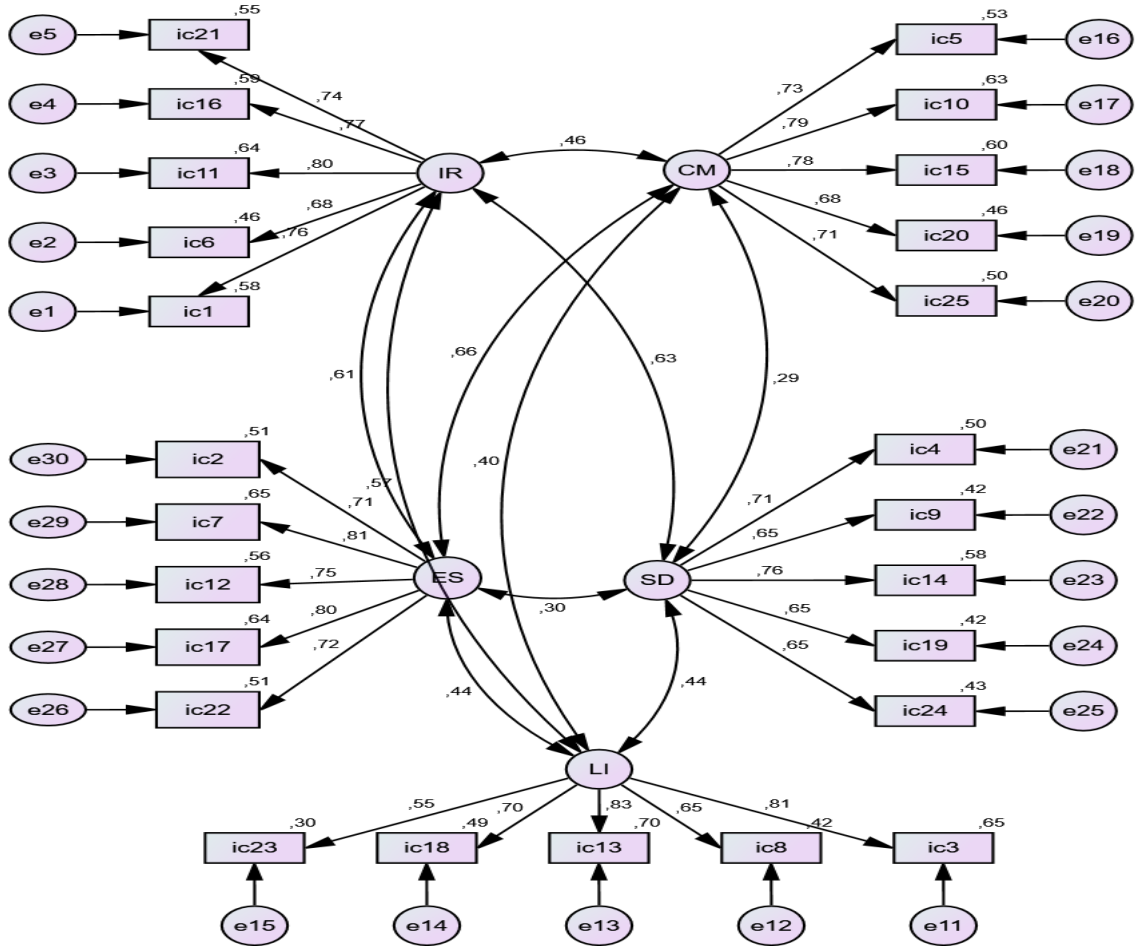 ,55
e5 ic21
,53
ic5 e16
,74
,59
e4 ic16
,77
,73
,63
ic10 e17
,79
,64
e3 ic11
,80
IR
,46
CM
,78
,60
ic15 e18
,68
,46
e2 ic6
,76
,68
,46
ic20 e19
,71
,58
e1 ic1
,50
ic25 e20
,61
,66
,63
,29
,51
e30 ic2
,71
,57
,40
,50
ic4 e21
,71
,65
e29 ic7
,81
,42
ic9 e22
,65
,56
e28 ic12
,75
ES
,30
SD
,76
,58
ic14 e23
,64
e27 ic17
,80
,65
,42
ic19 e24
,72
,51
e26 ic22
,65
,43
ic24 e25
,44
,44
LI
,55
,70
,83
,65
,81
,30
,49
,70
,42
,65
ic23 ic18 ic13 ic8 ic3
e15 e14 e13 e12 e11